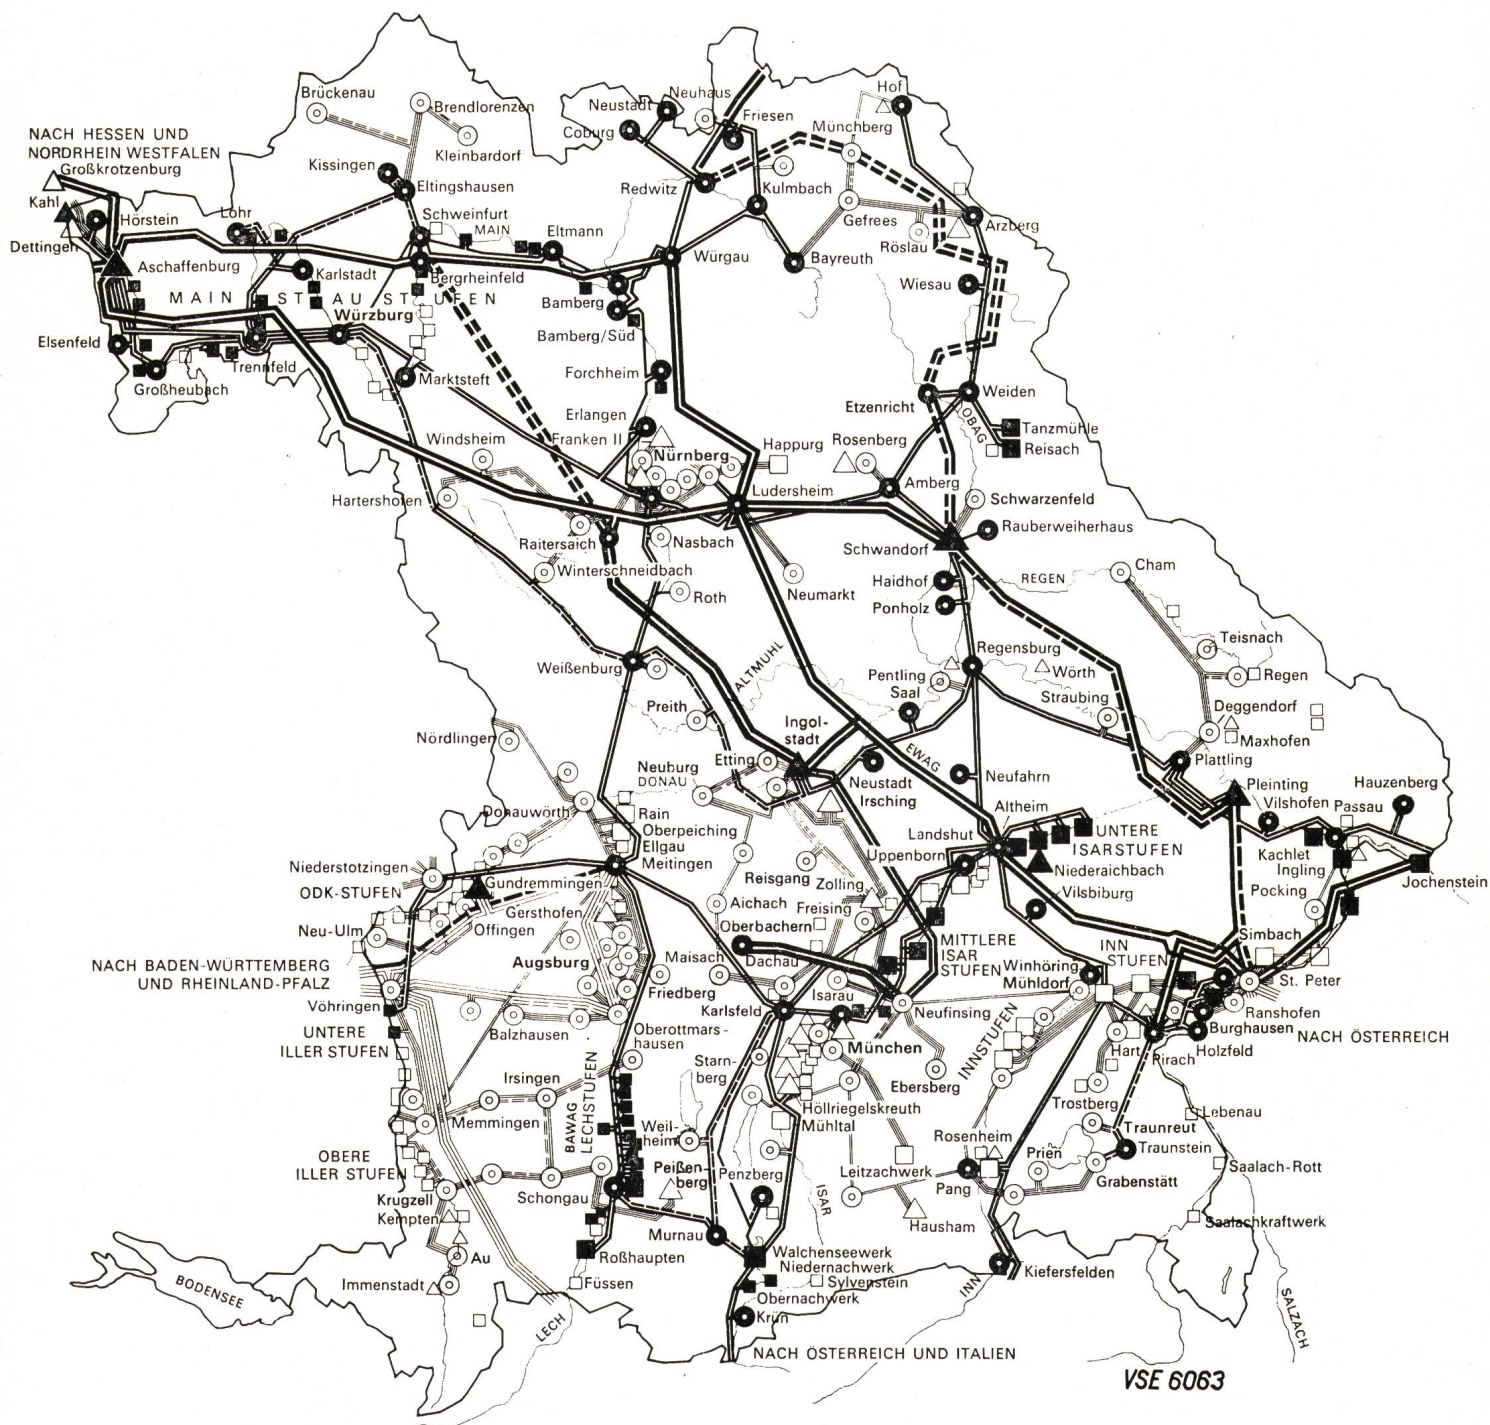 Brückenau
Brendlorenzen
Kleinbardorf
NACH HESSEN UND
NORDRHEIN WESTFALEN
Großkrotzenburg
Kahl
Hörstein
Dettingen
Aschaffenburg
Lohr
Kissingen
Eltingshausen
Schweinfurt
MAIN
Eltmann
Karlstadt
Bergrheinfeld
MAIN STAUSTUFEN
Würzburg
Elsenfeld
Trennfeld
Großheubach
Marktsteft
Neustadt
Neuhaus
Coburg
Friesen
Redwitz
Kulmbach
Münchberg
Hof
Gefrees
Röslau
Arzberg
Würgau
Bayreuth
Wiesau
Bamberg
Bamberg/Süd
Forchheim
Erlangen
Franken II
Nürnberg
Happurg
Rosenberg
Etzenricht
Weiden
OBAG
Tanzmühle
Reisach
Windsheim
Hartershofen
Ludersheim
Amberg
Schwarzenfeld
Rauberweiherhaus
Raitersaich
Nasbach
Schwandorf
Winterschneidbach
Roth
Neumarkt
Haidhof
REGEN
Ponholz
Cham
Teisnach
Regen
Weißenburg
ALTMÜHL
Regensburg
Wörth
Pentling
Saal
Straubing
Deggendorf
Maxhofen
Preith
Ingol-
stadt
EWAG
Plattling
Nördlingen
Etting
Neuburg
DONAU
Neustadt
Irsching
Neufahrn
Pleinting
Vilshofen
Hauzenberg
Passau
Donauwörth
Rain
Oberpeiching
Ellgau
Meitingen
Altheim
Landshut
Uppenborn
UNTERE
ISARSTUFEN
Niederaichbach
Vilsbiburg
Kachlet
Ingling
Pocking
Jochenstein
Niederstotzingen
ODK-STUFEN
Gundremmingen
Gersthofen
Offingen
Neu-Ulm
Reisgang
Zolling
Aichach
Freising
Oberbachern
Dachau
MITTLERE
ISAR
STUFEN
INN
STUFEN
Simbach
Winhöring
Mühldorf
St. Peter
NACH BADEN-WÜRTTEMBERG
UND RHEINLAND-PFALZ
Augsburg
Maisach
Friedberg
Isarau
Karlsfeld
Neufinsing
Ranshofen
Burghausen
NACH ÖSTERREICH
Vöhringen
UNTERE
ILLER STUFEN
Balzhausen
Oberottmars-
hausen
Starn-
berg
München
Ebersberg
INNSTUFEN
Hart
Pirach
Holzfeld
Irsingen
Memmingen
BAWAG
LECHSTUFEN
Weil-
heim
Höllriegelskreuth
Mühltal
Trostberg
Traunreut
Lebenau
OBERE
ILLER STUFEN
Peißen-
berg
Penzberg
Leitzachwerk
Rosenheim
Prien
Traunstein
Saalach-Rott
Krugzell
Kempten
Schongau
ISAR
Pang
Grabenstätt
Hausham
Saalachkraftwerk
Au
Murnau
Roßhaupten
Walchenseewerk
Niedernachwerk
Sylvenstein
Kiefersfelden
Immenstadt
Füssen
Obernachwerk
INN
BODENSEE
Krün
LECH
SALZACH
NACH ÖSTERREICH UND ITALIEN
VSE 6063